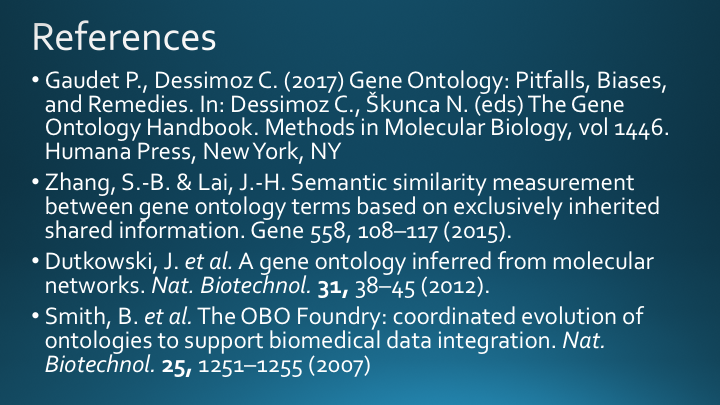 References
• Gaudet P., Dessimoz C. (2017) Gene Ontology: Pitfalls, Biases,
and Remedies. In: Dessimoz C., Škunca N. (eds) The Gene
Ontology Handbook. Methods in Molecular Biology, vol 1446.
Humana Press, New York, NY
• Zhang, S.-B. & Lai, J.-H. Semantic similarity measurement
between gene ontology terms based on exclusively inherited
shared information. Gene 558, 108–117 (2015).
• Dutkowski, J. et al. A gene ontology inferred from molecular
networks. Nat. Biotechnol. 31, 38–45 (2012).
• Smith, B. et al. The OBO Foundry: coordinated evolution of
ontologies to support biomedical data integration. Nat.
Biotechnol. 25, 1251–1255 (2007)